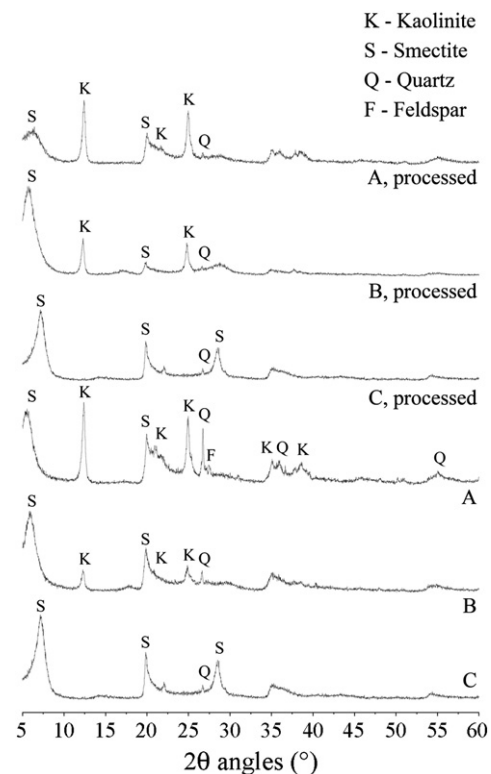 K - Kaolinite
S - Smectite
Q - Quartz
F - Feldspar
S K S K K Q
A, processed
S K S K Q
B, processed
S S Q S
C, processed
S K S K K Q F K Q K Q
A
S K S K K Q
B
S S Q S
C
5 10 15 20 25 30 35 40 45 50 55 60
2θ angles (°)